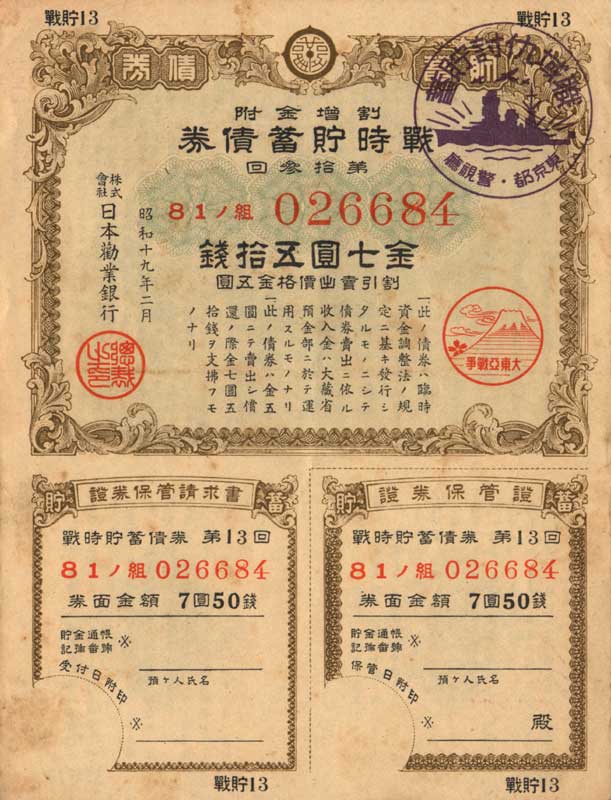 戰貯13
戰貯13
券債
蓄貯
東京都・警視廳
附金增割
券債蓄貯時戰
回參拾第
81ノ組 026684
錢拾五圓七金
圓五金格價出賣引割
昭和十九年二月
株式會社 日本勸業銀行
一此ノ債券ハ臨時
資金調整法ノ規
定ニ基キ發行シ
タルモノニシテ
債券賣出ニ依ル
收入金ハ大藏省
預金部ニ於テ運
用スルモノナリ
一此ノ債券ハ金五
圓ニテ賣出シ償
還ノ際金七圓五
拾錢ヲ支拂フモ
ノナリ
爭戰亞東大
貯 證券保管請求書 蓄
戰時貯蓄債券 第13回
81ノ組 026684
券面金額 7圓50錢
貯金通帳
記號番號 ※
受付日附印
預ケ人氏名
※
貯 證券保管證 蓄
戰時貯蓄債券 第13回
81ノ組 026684
券面金額 7圓50錢
貯金通帳
記號番號 ※
保管日附印
預ケ人氏名
※ 殿
戰貯13
戰貯13